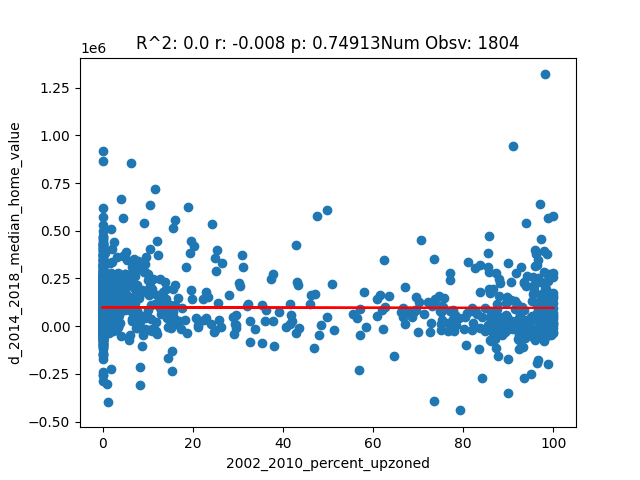 R^2: 0.0 r: -0.008 p: 0.74913Num Obsv: 1804
1e6
1.25
1.00
0.75
0.50
0.25
0.00
−0.25
−0.50
d_2014_2018_median_home_value
0 20 40 60 80 100
2002_2010_percent_upzoned